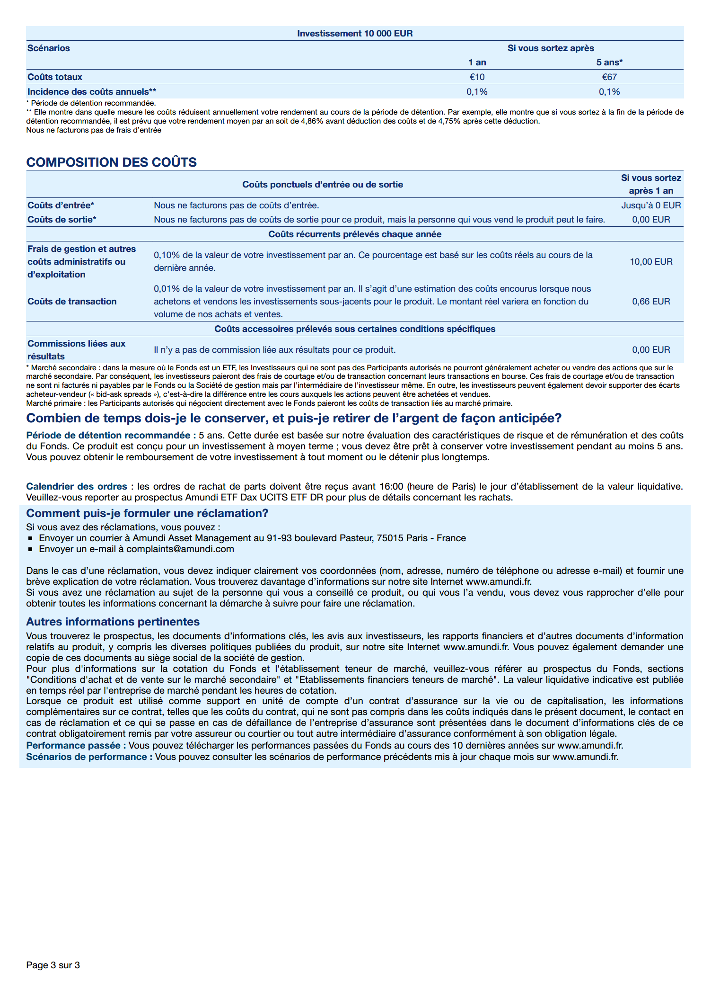 Investissement 10 000 EUR
Scénarios Si vous sortez après
1 an 5 ans*
Coûts totaux €10 €67
Incidence des coûts annuels** 0,1% 0,1%
* Période de détention recommandée.
** Elle montre dans quelle mesure les coûts réduisent annuellement votre rendement au cours de la période de détention. Par exemple, elle montre que si vous sortez à la fin de la période de
détention recommandée, il est prévu que votre rendement moyen par an soit de 4,86% avant déduction des coûts et de 4,75% après cette déduction.
Nous ne facturons pas de frais d’entrée
COMPOSITION DES COÛTS
Coûts ponctuels d’entrée ou de sortie Si vous sortez
après 1 an
Coûts d’entrée* Nous ne facturons pas de coûts d’entrée. Jusqu’à 0 EUR
Coûts de sortie* Nous ne facturons pas de coûts de sortie pour ce produit, mais la personne qui vous vend le produit peut le faire. 0,00 EUR
Coûts récurrents prélevés chaque année
Frais de gestion et autres
coûts administratifs ou
d’exploitation
0,10% de la valeur de votre investissement par an. Ce pourcentage est basé sur les coûts réels au cours de la
dernière année.
10,00 EUR
Coûts de transaction
0,01% de la valeur de votre investissement par an. Il s’agit d’une estimation des coûts encourus lorsque nous
achetons et vendons les investissements sous-jacents pour le produit. Le montant réel variera en fonction du
volume de nos achats et ventes.
0,66 EUR
Coûts accessoires prélevés sous certaines conditions spécifiques
Commissions liées aux
résultats
Il n’y a pas de commission liée aux résultats pour ce produit. 0,00 EUR
* Marché secondaire : dans la mesure où le Fonds est un ETF, les Investisseurs qui ne sont pas des Participants autorisés ne pourront généralement acheter ou vendre des actions que sur le
marché secondaire. Par conséquent, les investisseurs paieront des frais de courtage et/ou de transaction concernant leurs transactions en bourse. Ces frais de courtage et/ou de transaction
ne sont ni facturés ni payables par le Fonds ou la Société de gestion mais par l’intermédiaire de l’investisseur même. En outre, les investisseurs peuvent également devoir supporter des écarts
acheteur-vendeur (« bid-ask spreads »), c’est-à-dire la différence entre les cours auxquels les actions peuvent être achetées et vendues.
Marché primaire : les Participants autorisés qui négocient directement avec le Fonds paieront les coûts de transaction liés au marché primaire.
Combien de temps dois-je le conserver, et puis-je retirer de l’argent de façon anticipée?
Période de détention recommandée : 5 ans. Cette durée est basée sur notre évaluation des caractéristiques de risque et de rémunération et des coûts
du Fonds. Ce produit est conçu pour un investissement à moyen terme ; vous devez être prêt à conserver votre investissement pendant au moins 5 ans.
Vous pouvez obtenir le remboursement de votre investissement à tout moment ou le détenir plus longtemps.
Calendrier des ordres : les ordres de rachat de parts doivent être reçus avant 16:00 (heure de Paris) le jour d’établissement de la valeur liquidative.
Veuillez-vous reporter au prospectus Amundi ETF Dax UCITS ETF DR pour plus de détails concernant les rachats.
Comment puis-je formuler une réclamation?
Si vous avez des réclamations, vous pouvez :
■ Envoyer un courrier à Amundi Asset Management au 91-93 boulevard Pasteur, 75015 Paris - France
■ Envoyer un e-mail à complaints@amundi.com
Dans le cas d’une réclamation, vous devez indiquer clairement vos coordonnées (nom, adresse, numéro de téléphone ou adresse e-mail) et fournir une
brève explication de votre réclamation. Vous trouverez davantage d’informations sur notre site Internet www.amundi.fr.
Si vous avez une réclamation au sujet de la personne qui vous a conseillé ce produit, ou qui vous l’a vendu, vous devez vous rapprocher d’elle pour
obtenir toutes les informations concernant la démarche à suivre pour faire une réclamation.
Autres informations pertinentes
Vous trouverez le prospectus, les documents d’informations clés, les avis aux investisseurs, les rapports financiers et d’autres documents d’information
relatifs au produit, y compris les diverses politiques publiées du produit, sur notre site Internet www.amundi.fr. Vous pouvez également demander une
copie de ces documents au siège social de la société de gestion.
Pour plus d'informations sur la cotation du Fonds et l'établissement teneur de marché, veuillez-vous référer au prospectus du Fonds, sections
"Conditions d'achat et de vente sur le marché secondaire" et "Etablissements financiers teneurs de marché". La valeur liquidative indicative est publiée
en temps réel par l'entreprise de marché pendant les heures de cotation.
Lorsque ce produit est utilisé comme support en unité de compte d’un contrat d’assurance sur la vie ou de capitalisation, les informations
complémentaires sur ce contrat, telles que les coûts du contrat, qui ne sont pas compris dans les coûts indiqués dans le présent document, le contact en
cas de réclamation et ce qui se passe en cas de défaillance de l’entreprise d’assurance sont présentées dans le document d’informations clés de ce
contrat obligatoirement remis par votre assureur ou courtier ou tout autre intermédiaire d’assurance conformément à son obligation légale.
Performance passée : Vous pouvez télécharger les performances passées du Fonds au cours des 10 dernières années sur www.amundi.fr.
Scénarios de performance : Vous pouvez consulter les scénarios de performance précédents mis à jour chaque mois sur www.amundi.fr.
Page 3 sur 3